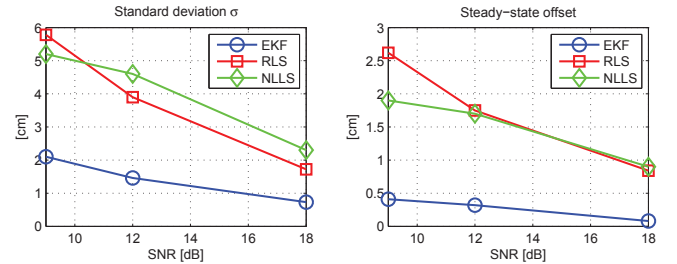 Standard deviation σ
6
5
4
3
2
1
0
[cm]
10 12 14 16 18
SNR [dB]
EKF
RLS
NLLS
Steady-state offset
3
2.5
2
1.5
1
0.5
0
[cm]
10 12 14 16 18
SNR [dB]
EKF
RLS
NLLS